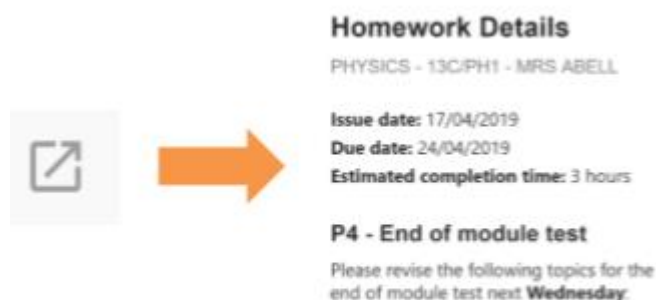 Homework Details
PHYSICS - 13C/PH1 - MRS ABELL
Issue date: 17/04/2019
Due date: 24/04/2019
Estimated completion time: 3 hours
P4 - End of module test
Please revise the following topics for the
end of module test next Wednesday: